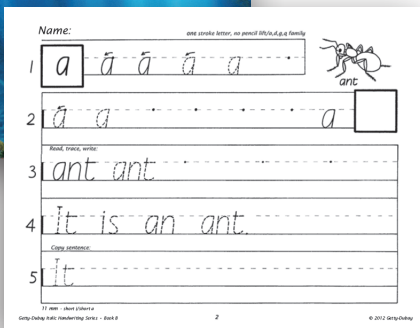 Name:
one stroke letter, no pencil lift/a,d,g,q family
1 a a a a a
ant
2 a a a
Read, trace, write:
3 ant ant
4 It is an ant.
Copy sentence:
5 It
11 mm - short i/short a
Getty-Dubay Italic Handwriting Series – Book B 2 © 2012 Getty-Dubay